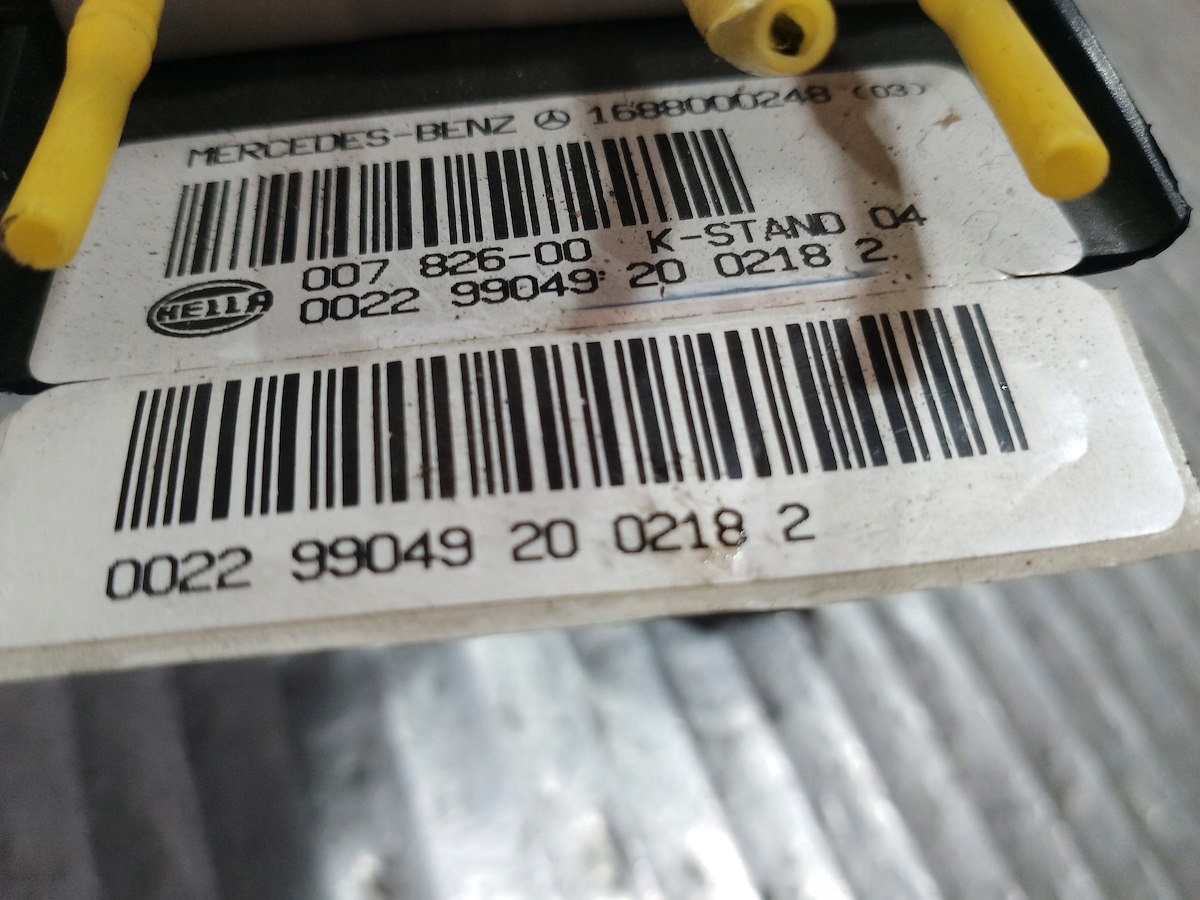 MERCEDES-BENZ 1688000248 (03)
007 826-00 K-STAND 04
HELLA 0022 99049 20 0218 2
0022 99049 20 0218 2